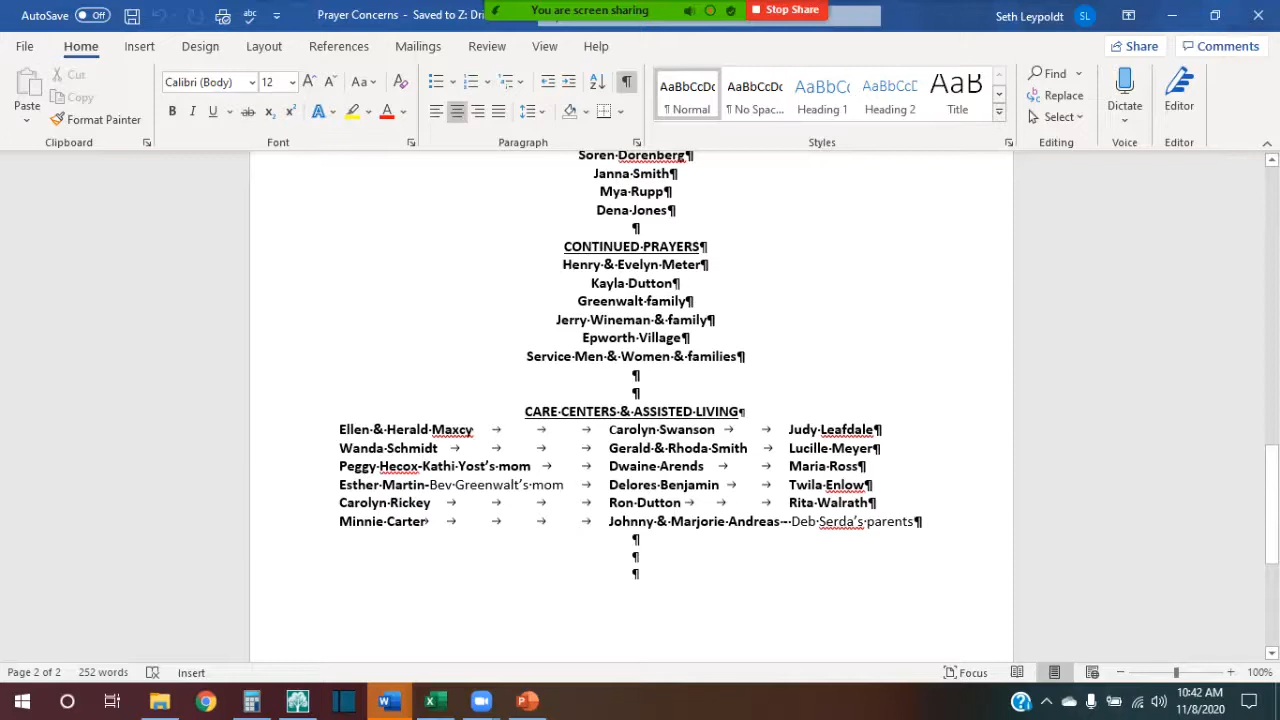 AutoSave Off Prayer Concerns - Saved to Z: Dri You are screen sharing Stop Share Seth Leypoldt SL
File Home Insert Design Layout References Mailings Review View Help Share Comments
Paste Cut Copy Format Painter Clipboard
Calibri (Body) 12 Font
Paragraph
AaBbCcDc ¶ Normal AaBbCcDc ¶ No Spac... AaBbCc Heading 1 AaBbCcD Heading 2 AaB Title Styles
Find Replace Select Editing
Dictate Voice
Editor Editor
Soren·Dorenberg¶
Janna·Smith¶
Mya·Rupp¶
Dena·Jones¶
¶
CONTINUED·PRAYERS¶
Henry·&·Evelyn·Meter¶
Kayla·Dutton¶
Greenwalt·family¶
Jerry·Wineman·&·family¶
Epworth·Village¶
Service·Men·&·Women·&·families¶
¶
¶
CARE·CENTERS·&·ASSISTED·LIVING¶
Ellen·&·Herald·Maxcy → → → Carolyn·Swanson → → Judy·Leafdale¶
Wanda·Schmidt → → → → Gerald·&·Rhoda·Smith → Lucille·Meyer¶
Peggy·Hecox-Kathi·Yost's·mom → → Dwaine·Arends → → Maria·Ross¶
Esther·Martin-Bev·Greenwalt's·mom → Delores·Benjamin → → Twila·Enlow¶
Carolyn·Rickey → → → → Ron·Dutton → → → Rita·Walrath¶
Minnie·Carter → → → → → Johnny·&·Marjorie·Andreas--·Deb·Serda's·parents¶
¶
¶
¶
Page 2 of 2 252 words Insert Focus 100%
10:42 AM
11/8/2020